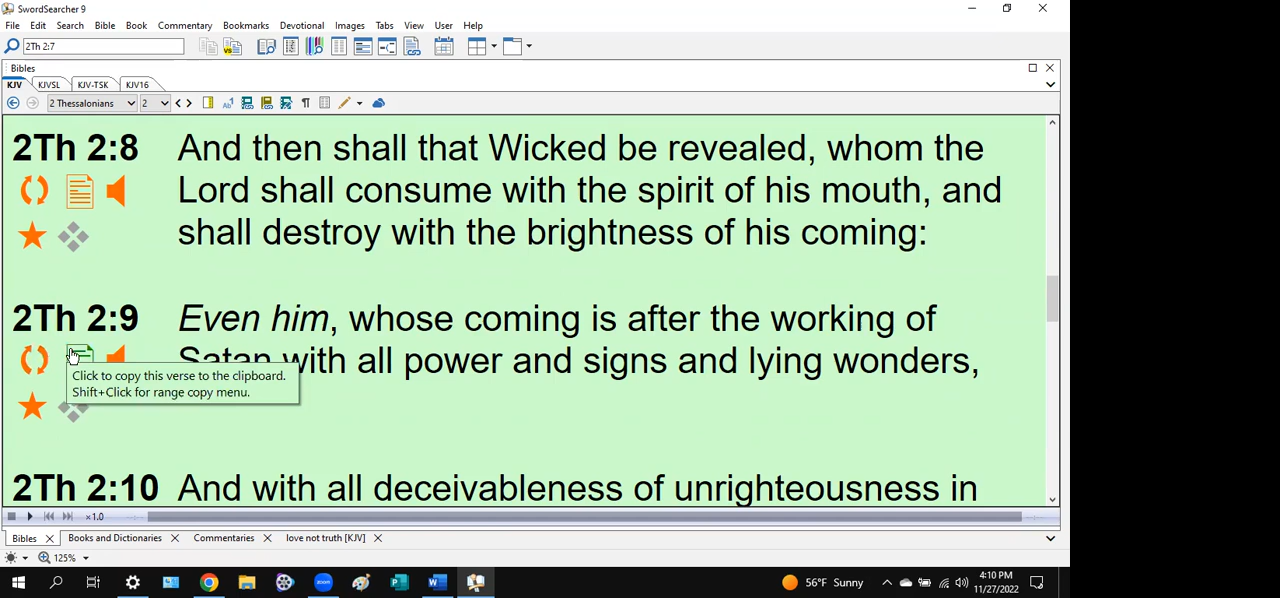 SwordSearcher 9
File Edit Search Bible Book Commentary Bookmarks Devotional Images Tabs View User Help
2Th 2:7
Bibles
KJV KJVSL KJV-TSK KJV16
2 Thessalonians 2
2Th 2:8 And then shall that Wicked be revealed, whom the
Lord shall consume with the spirit of his mouth, and
shall destroy with the brightness of his coming:
2Th 2:9 Even him, whose coming is after the working of
Satan with all power and signs and lying wonders,
Click to copy this verse to the clipboard.
Shift+Click for range copy menu.
2Th 2:10 And with all deceivableness of unrighteousness in
×1.0
Bibles Books and Dictionaries Commentaries love not truth [KJV]
125%
56°F Sunny
4:10 PM
11/27/2022